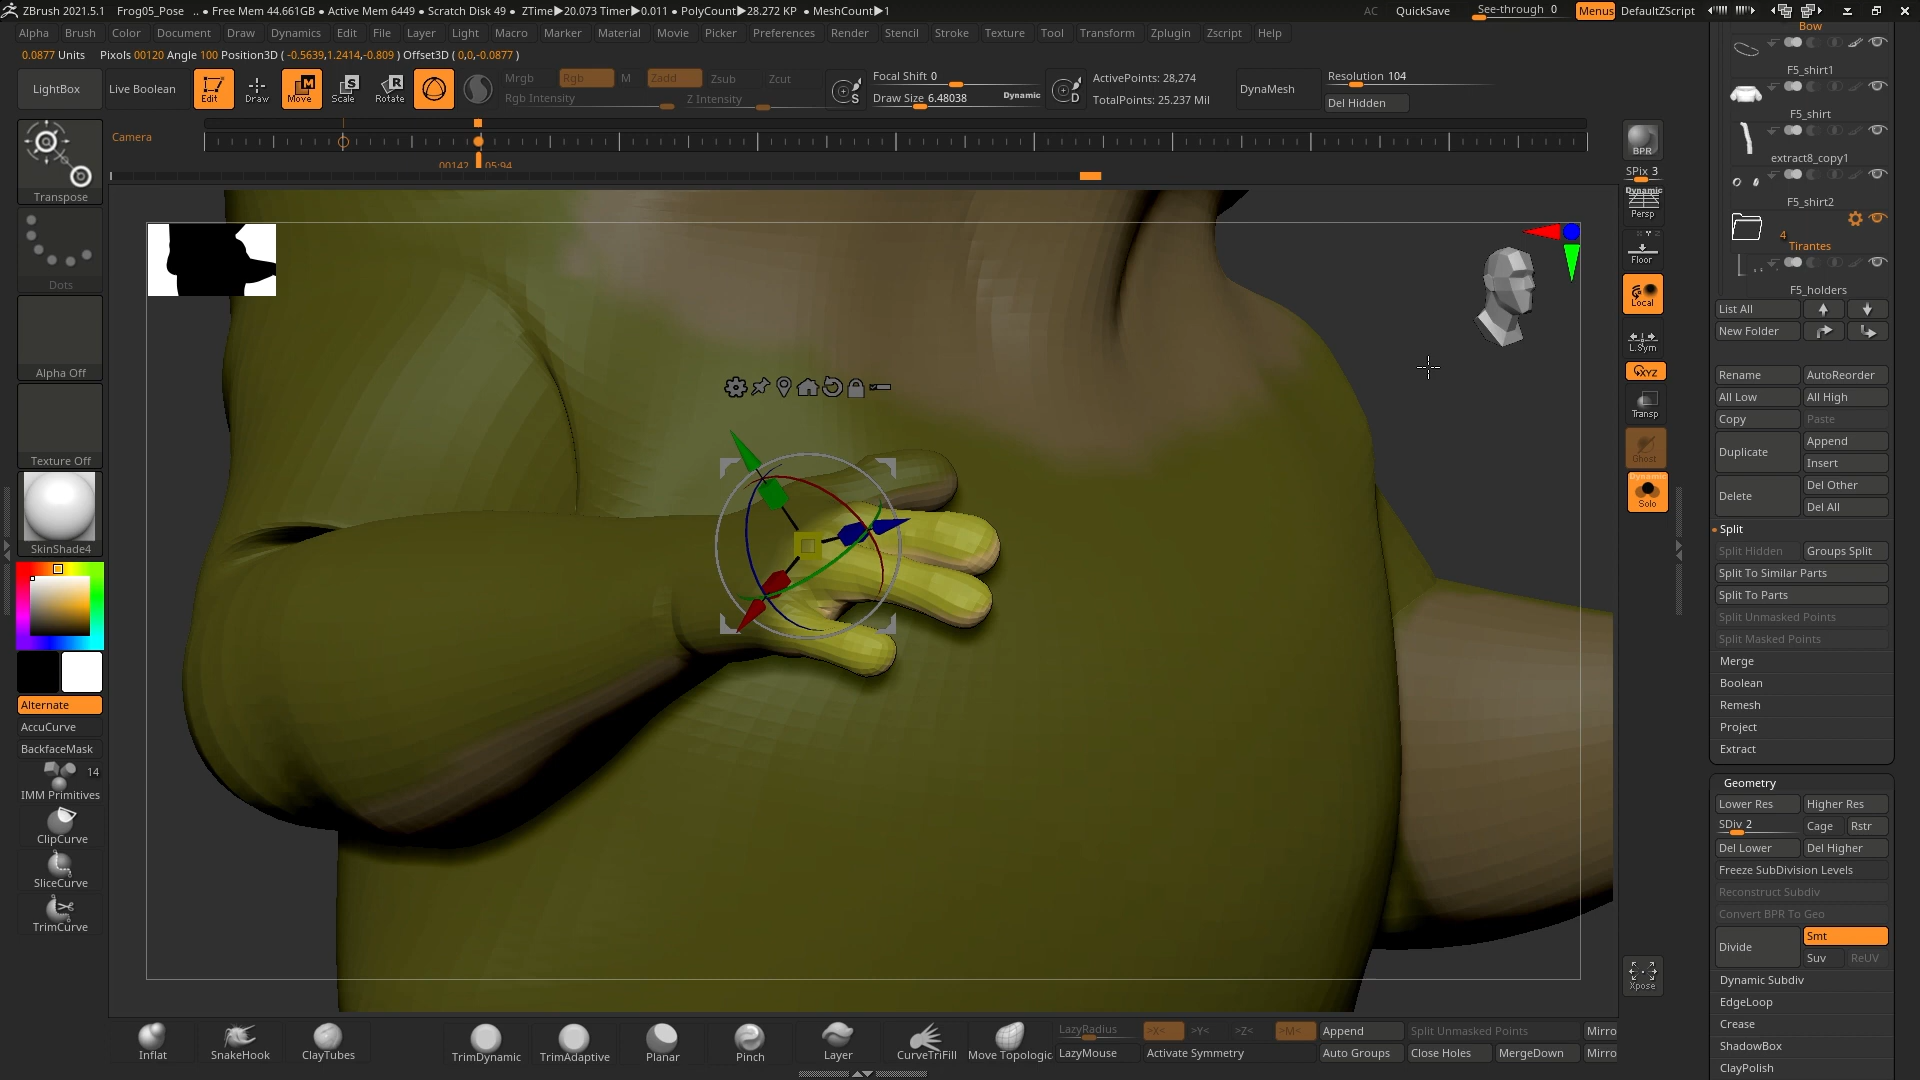 ZBrush 2021.5.1 Frog05_Pose .. • Free Mem 44.661GB • Active Mem 6449 • Scratch Disk 49 • ZTime▶20.073 Timer▶0.011 • PolyCount▶28.272 KP • MeshCount▶1 AC QuickSave See-through 0 Menus DefaultZScript
Alpha Brush Color Document Draw Dynamics Edit File Layer Light Macro Marker Material Movie Picker Preferences Render Stencil Stroke Texture Tool Transform Zplugin Zscript Help
0.0877 Units Pixols 00120 Angle 100 Position3D ( -0.5639,1.2414,-0.809 ) Offset3D ( 0,0,-0.0877 )
LightBox Live Boolean Edit Draw Move Scale Rotate
Mrgb Rgb M Zadd Zsub Zcut
Rgb Intensity Z Intensity
Focal Shift 0
Draw Size 6.48038 Dynamic
ActivePoints: 28,274
TotalPoints: 25.237 Mil
DynaMesh
Resolution 104
Del Hidden
Camera
00142 05:94
Transpose
Dots
Alpha Off
Texture Off
SkinShade4
Alternate
AccuCurve
BackfaceMask
14
IMM Primitives
ClipCurve
SliceCurve
TrimCurve
BPR
SPix 3
Dynamic
Persp
Floor
Local
L.Sym
XYZ
Transp
Ghost
Dynamic
Solo
Xpose
Bow
F5_shirt1
F5_shirt
extract8_copy1
F5_shirt2
4
Tirantes
F5_holders
List All
New Folder
Rename AutoReorder
All Low All High
Copy Paste
Duplicate Append
Insert
Delete Del Other
Del All
Split
Split Hidden Groups Split
Split To Similar Parts
Split To Parts
Split Unmasked Points
Split Masked Points
Merge
Boolean
Remesh
Project
Extract
Geometry
Lower Res Higher Res
SDiv 2 Cage Rstr
Del Lower Del Higher
Freeze SubDivision Levels
Reconstruct Subdiv
Convert BPR To Geo
Divide Smt
Suv ReUV
Dynamic Subdiv
EdgeLoop
Crease
ShadowBox
ClayPolish
Inflat SnakeHook ClayTubes TrimDynamic TrimAdaptive Planar Pinch Layer CurveTriFill Move Topologic
LazyRadius >X< >Y< >Z< >M< Append Split Unmasked Points Mirro
LazyMouse Activate Symmetry Auto Groups Close Holes MergeDown Mirro